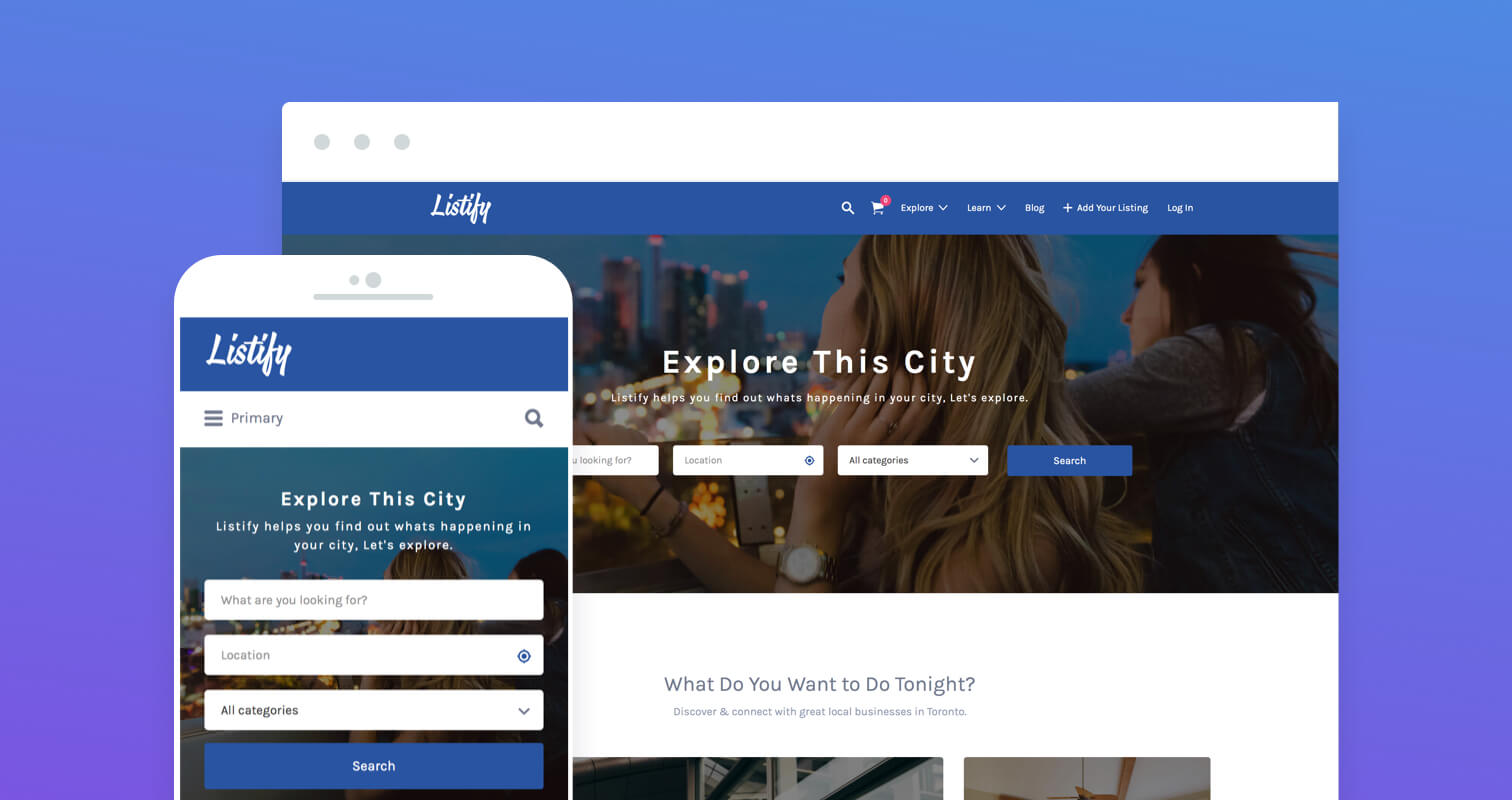 Listify
0
Explore
Learn
Blog
Add Your Listing
Log In
Explore This City
Listify helps you find out whats happening in your city, Let's explore.
looking for?
Location
All categories
Search
What Do You Want to Do Tonight?
Discover & connect with great local businesses in Toronto.
Listify
Primary
Explore This City
Listify helps you find out whats happening in
your city, Let's explore.
What are you looking for?
Location
All categories
Search